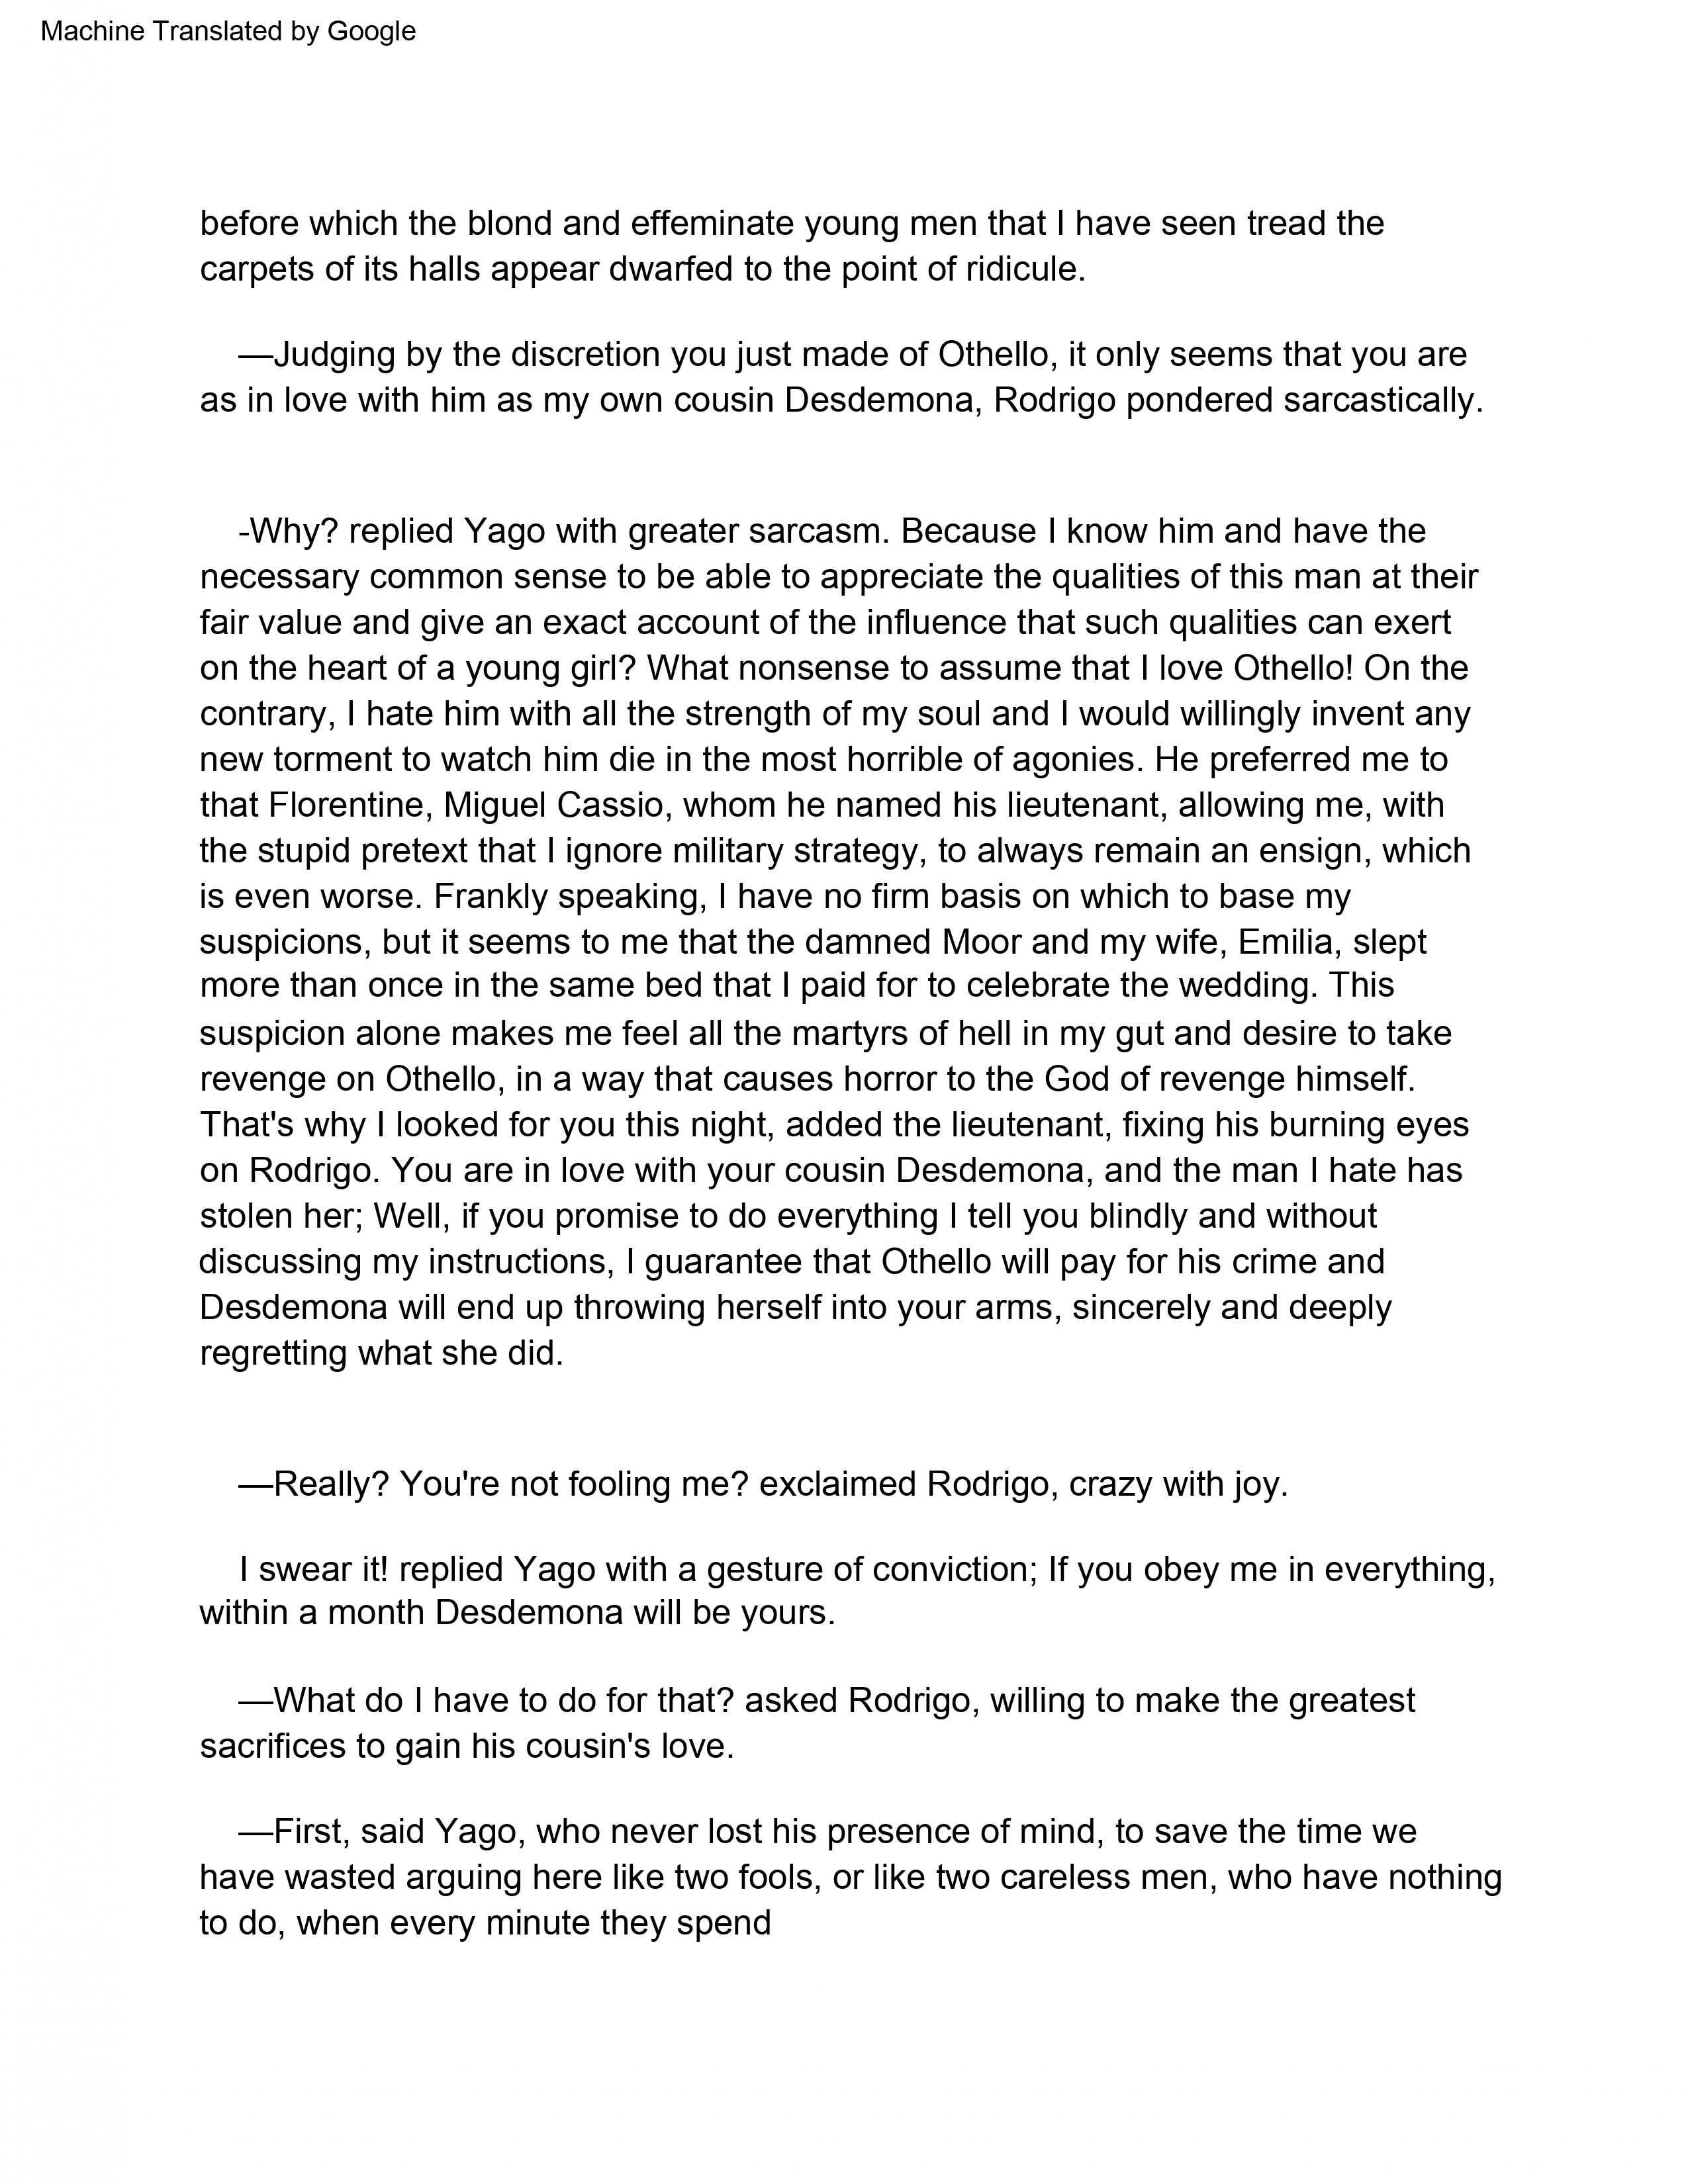 Machine Translated by Google
before which the blond and effeminate young men that I have seen tread the
carpets of its halls appear dwarfed to the point of ridicule.
—Judging by the discretion you just made of Othello, it only seems that you are
as in love with him as my own cousin Desdemona, Rodrigo pondered sarcastically.
-Why? replied Yago with greater sarcasm. Because I know him and have the
necessary common sense to be able to appreciate the qualities of this man at their
fair value and give an exact account of the influence that such qualities can exert
on the heart of a young girl? What nonsense to assume that I love Othello! On the
contrary, I hate him with all the strength of my soul and I would willingly invent any
new torment to watch him die in the most horrible of agonies. He preferred me to
that Florentine, Miguel Cassio, whom he named his lieutenant, allowing me, with
the stupid pretext that I ignore military strategy, to always remain an ensign, which
is even worse. Frankly speaking, I have no firm basis on which to base my
suspicions, but it seems to me that the damned Moor and my wife, Emilia, slept
more than once in the same bed that I paid for to celebrate the wedding. This
suspicion alone makes me feel all the martyrs of hell in my gut and desire to take
revenge on Othello, in a way that causes horror to the God of revenge himself.
That's why I looked for you this night, added the lieutenant, fixing his burning eyes
on Rodrigo. You are in love with your cousin Desdemona, and the man I hate has
stolen her; Well, if you promise to do everything I tell you blindly and without
discussing my instructions, I guarantee that Othello will pay for his crime and
Desdemona will end up throwing herself into your arms, sincerely and deeply
regretting what she did.
—Really? You're not fooling me? exclaimed Rodrigo, crazy with joy.
I swear it! replied Yago with a gesture of conviction; If you obey me in everything,
within a month Desdemona will be yours.
—What do I have to do for that? asked Rodrigo, willing to make the greatest
sacrifices to gain his cousin's love.
—First, said Yago, who never lost his presence of mind, to save the time we
have wasted arguing here like two fools, or like two careless men, who have nothing
to do, when every minute they spend